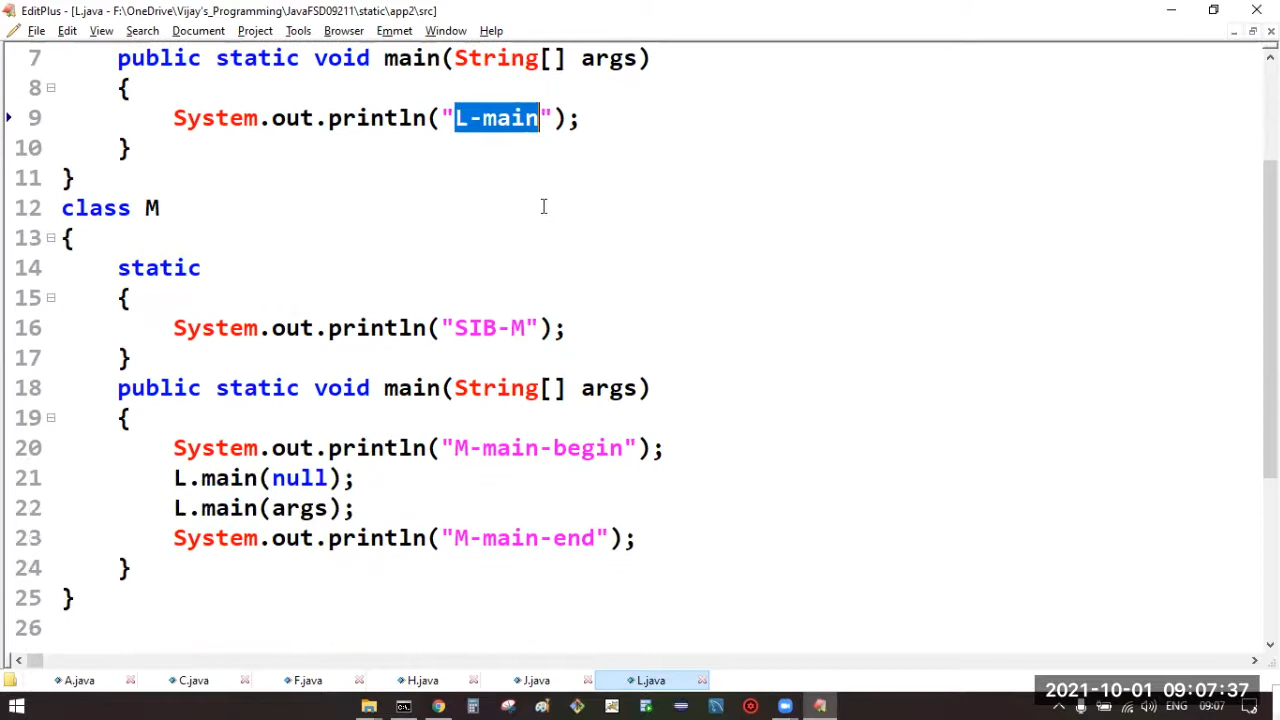 EditPlus - [L.java - F:\OneDrive\Vijay's_Programming\JavaFSD09211\static\app2\src]
File Edit View Search Document Project Tools Browser Emmet Window Help
7 public static void main(String[] args)
8 {
9 System.out.println("L-main");
10 }
11 }
12 class M
13 {
14 static
15 {
16 System.out.println("SIB-M");
17 }
18 public static void main(String[] args)
19 {
20 System.out.println("M-main-begin");
21 L.main(null);
22 L.main(args);
23 System.out.println("M-main-end");
24 }
25 }
26
A.java C.java F.java H.java J.java L.java
2021-10-01 09:07:37
ENG 09:07